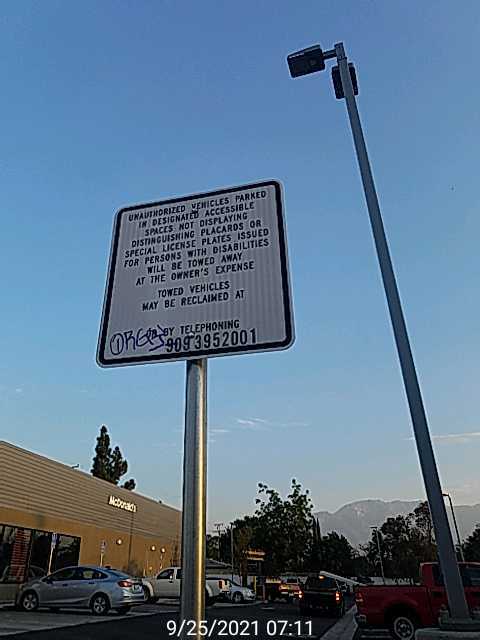 UNAUTHORIZED VEHICLES PARKED
IN DESIGNATED ACCESSIBLE
SPACES NOT DISPLAYING
DISTINGUISHING PLACARDS OR
SPECIAL LICENSE PLATES ISSUED
FOR PERSONS WITH DISABILITIES
WILL BE TOWED AWAY
AT THE OWNER'S EXPENSE
TOWED VEHICLES
MAY BE RECLAIMED AT
OR BY TELEPHONING
909 3952001
McDonald's
9/25/2021 07:11